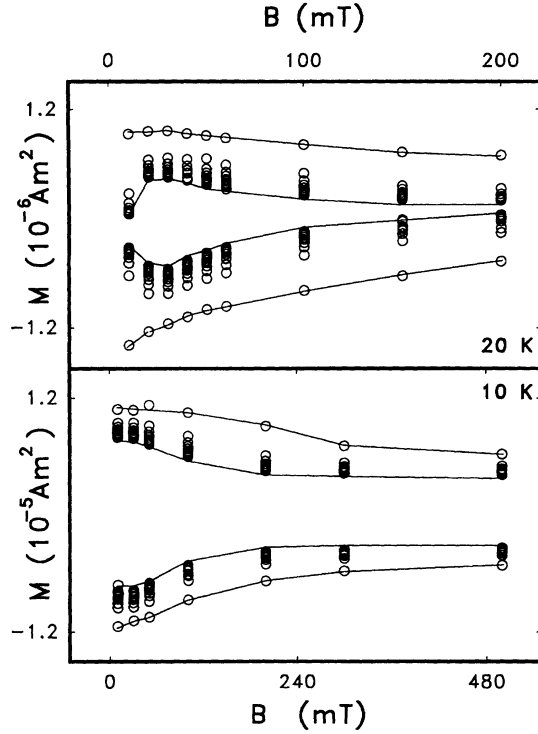 B (mT)
0 100 200
1.2
M (10⁻⁶Am²)
-1.2
20 K
1.2
10 K
M (10⁻⁵Am²)
-1.2
0 240 480
B (mT)